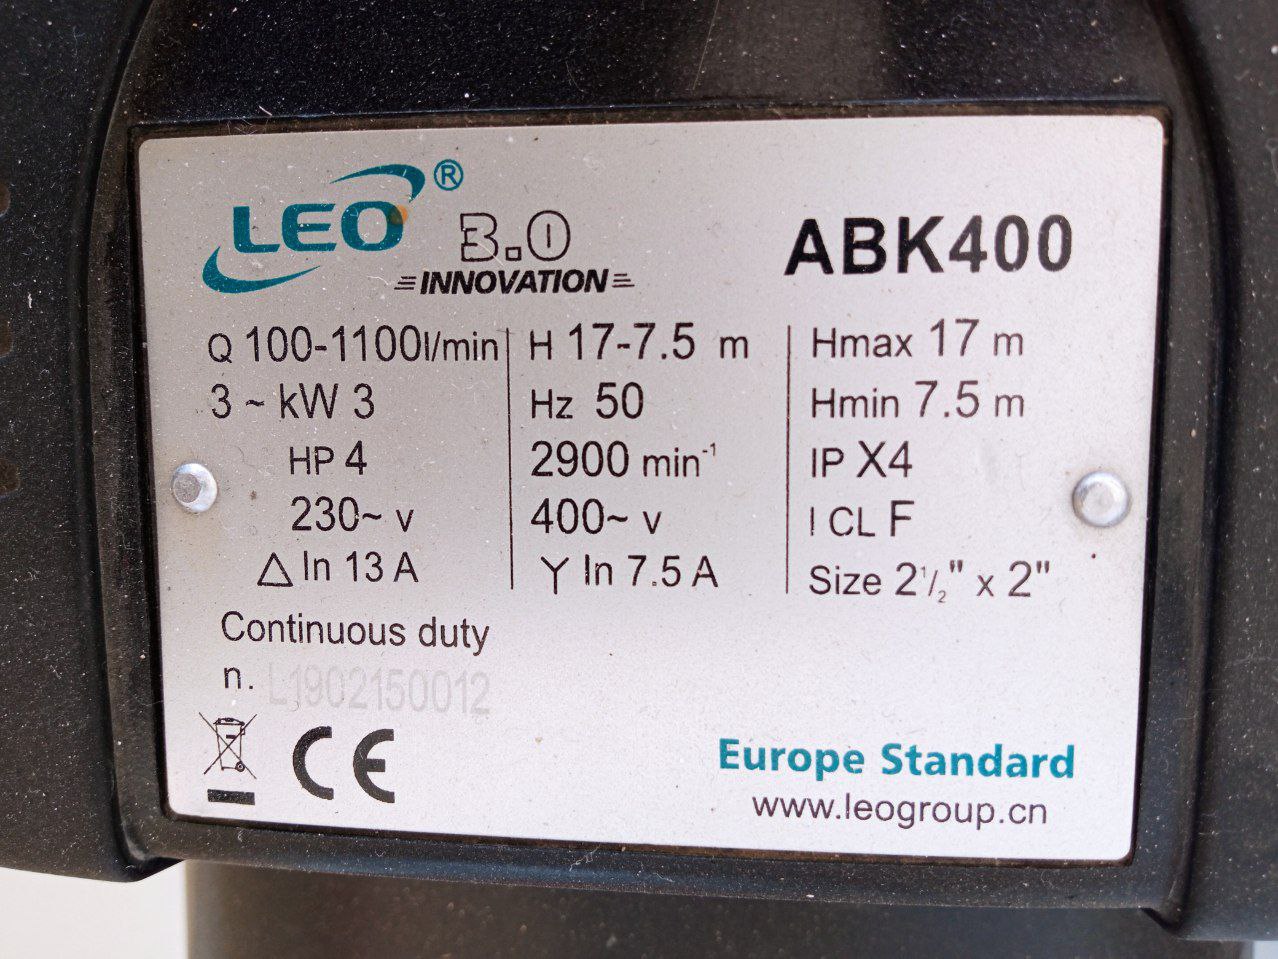 LEO®
3.0
INNOVATION
ABK400
Q 100-1100l/min
3 ~ kW 3
HP 4
230~ v
△ In 13 A
H 17-7.5 m
Hz 50
2900 min⁻¹
400~ v
Y In 7.5 A
Hmax 17 m
Hmin 7.5 m
IP X4
I CL F
Size 2½" x 2"
Continuous duty
n. L1902150012
CE
Europe Standard
www.leogroup.cn